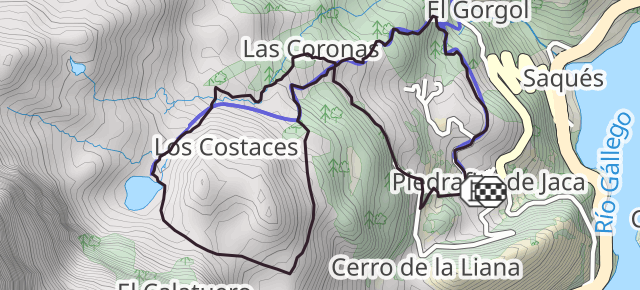 El Gorgol
Las Coronas
Saqués
Los Costaces
Piedrafita de Jaca
Río Gállego
Cerro de la Liana